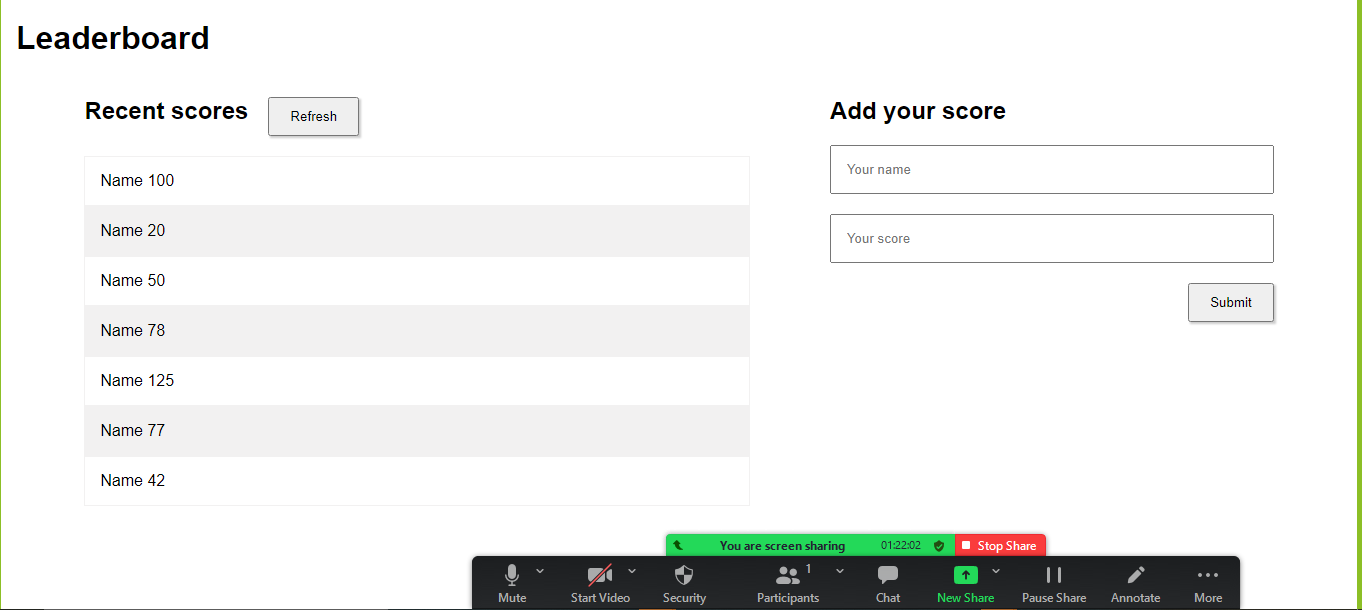 Leaderboard
Recent scores
Refresh
Name 100
Name 20
Name 50
Name 78
Name 125
Name 77
Name 42
Add your score
Your name
Your score
Submit
You are screen sharing 01:22:02 Stop Share
Mute
Start Video
Security
Participants 1
Chat
New Share
Pause Share
Annotate
More